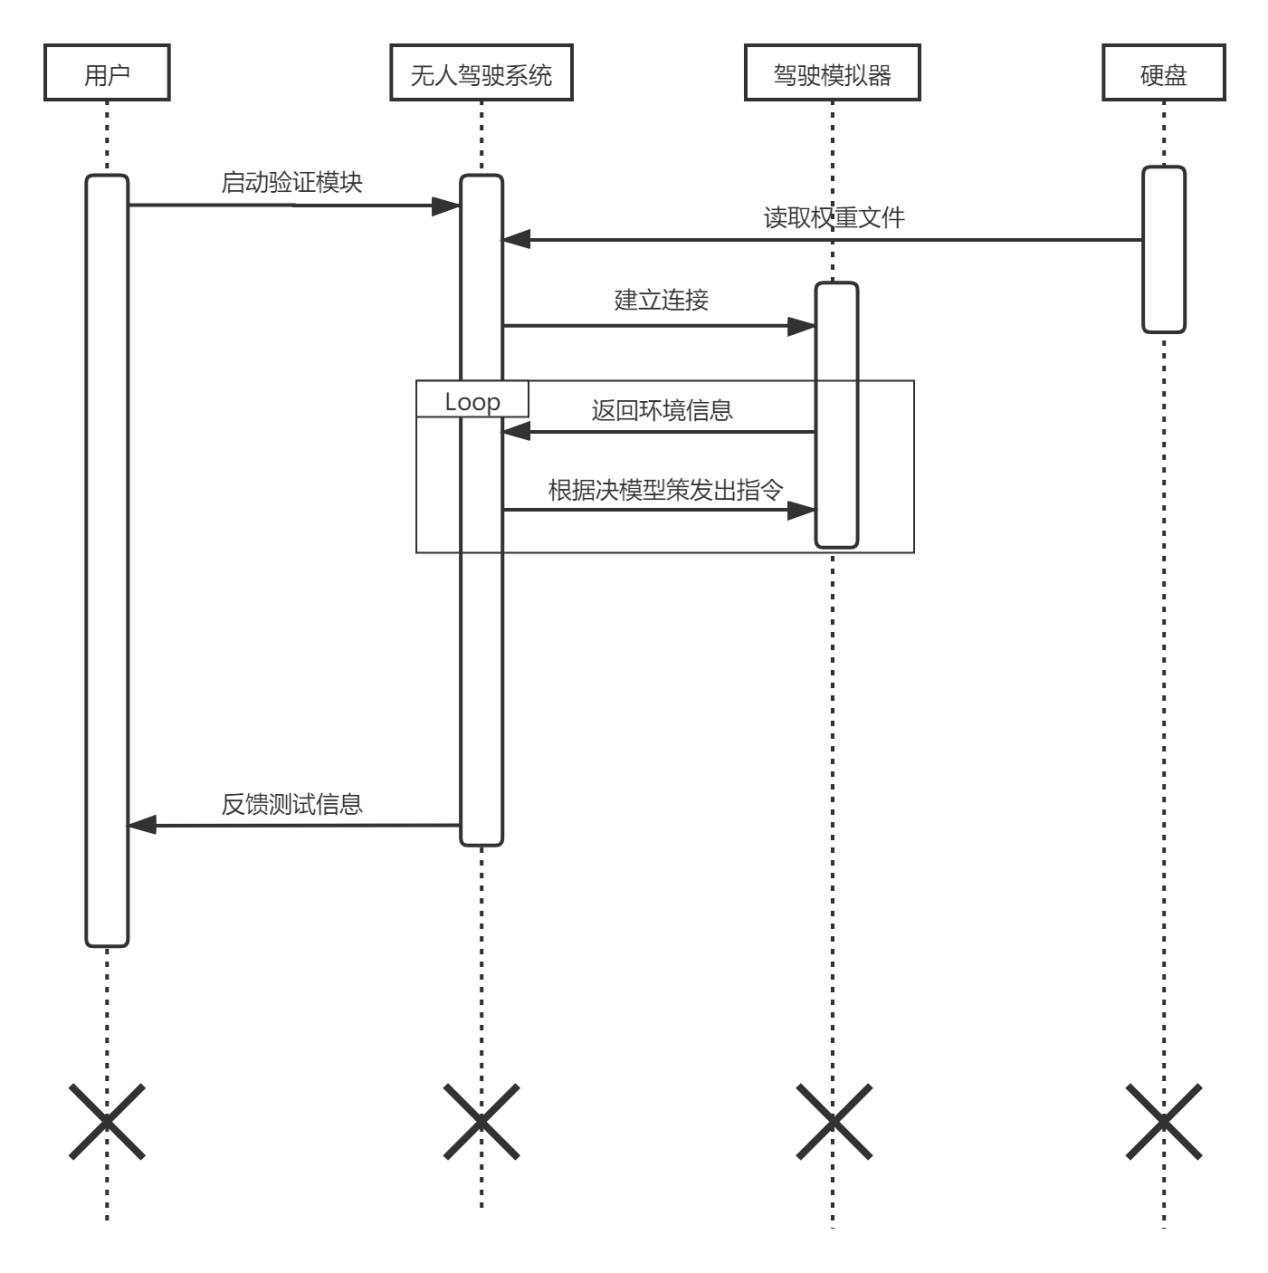 用户
无人驾驶系统
驾驶模拟器
硬盘
启动验证模块
读取权重文件
建立连接
Loop
返回环境信息
根据决模型策发出指令
反馈测试信息